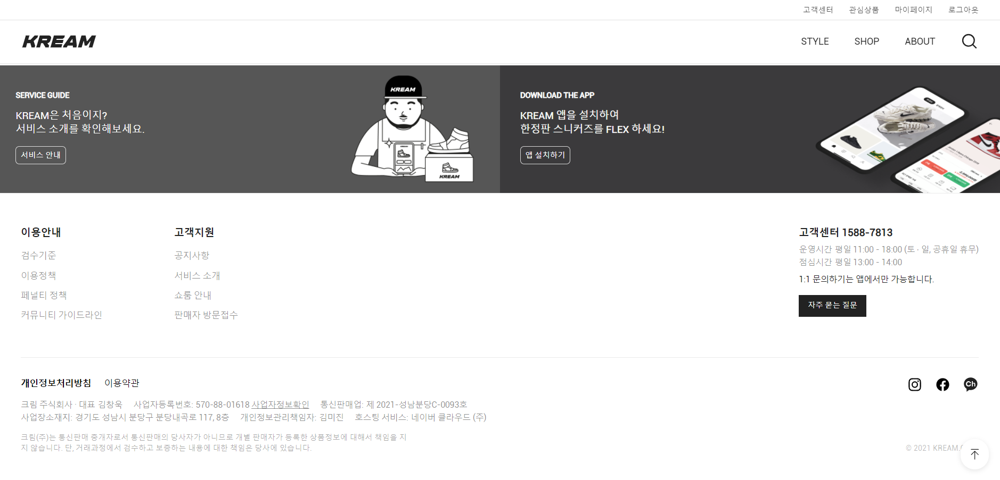 고객센터 관심상품 마이페이지 로그아웃
KREAM
STYLE SHOP ABOUT
SERVICE GUIDE
KREAM은 처음이지?
서비스 소개를 확인해보세요.
서비스 안내
KREAM
KREAM
DOWNLOAD THE APP
KREAM 앱을 설치하여
한정판 스니커즈를 FLEX 하세요!
앱 설치하기
이용안내
검수기준
이용정책
페널티 정책
커뮤니티 가이드라인
고객지원
공지사항
서비스 소개
쇼룸 안내
판매자 방문접수
고객센터 1588-7813
운영시간 평일 11:00 - 18:00 (토 · 일, 공휴일 휴무)
점심시간 평일 13:00 - 14:00
1:1 문의하기는 앱에서만 가능합니다.
자주 묻는 질문
개인정보처리방침 이용약관
크림 주식회사 · 대표 김창욱 사업자등록번호: 570-88-01618 사업자정보확인 통신판매업: 제 2021-성남분당C-0093호
사업장소재지: 경기도 성남시 분당구 분당내곡로 117, 8층 개인정보관리책임자: 김미진 호스팅 서비스: 네이버 클라우드 (주)
크림(주)는 통신판매 중개자로서 통신판매의 당사자가 아니므로 개별 판매자가 등록한 상품정보에 대해서 책임을 지
지 않습니다. 단, 거래과정에서 검수하고 보증하는 내용에 대한 책임은 당사에 있습니다.
Ch
© 2021 KREAM.